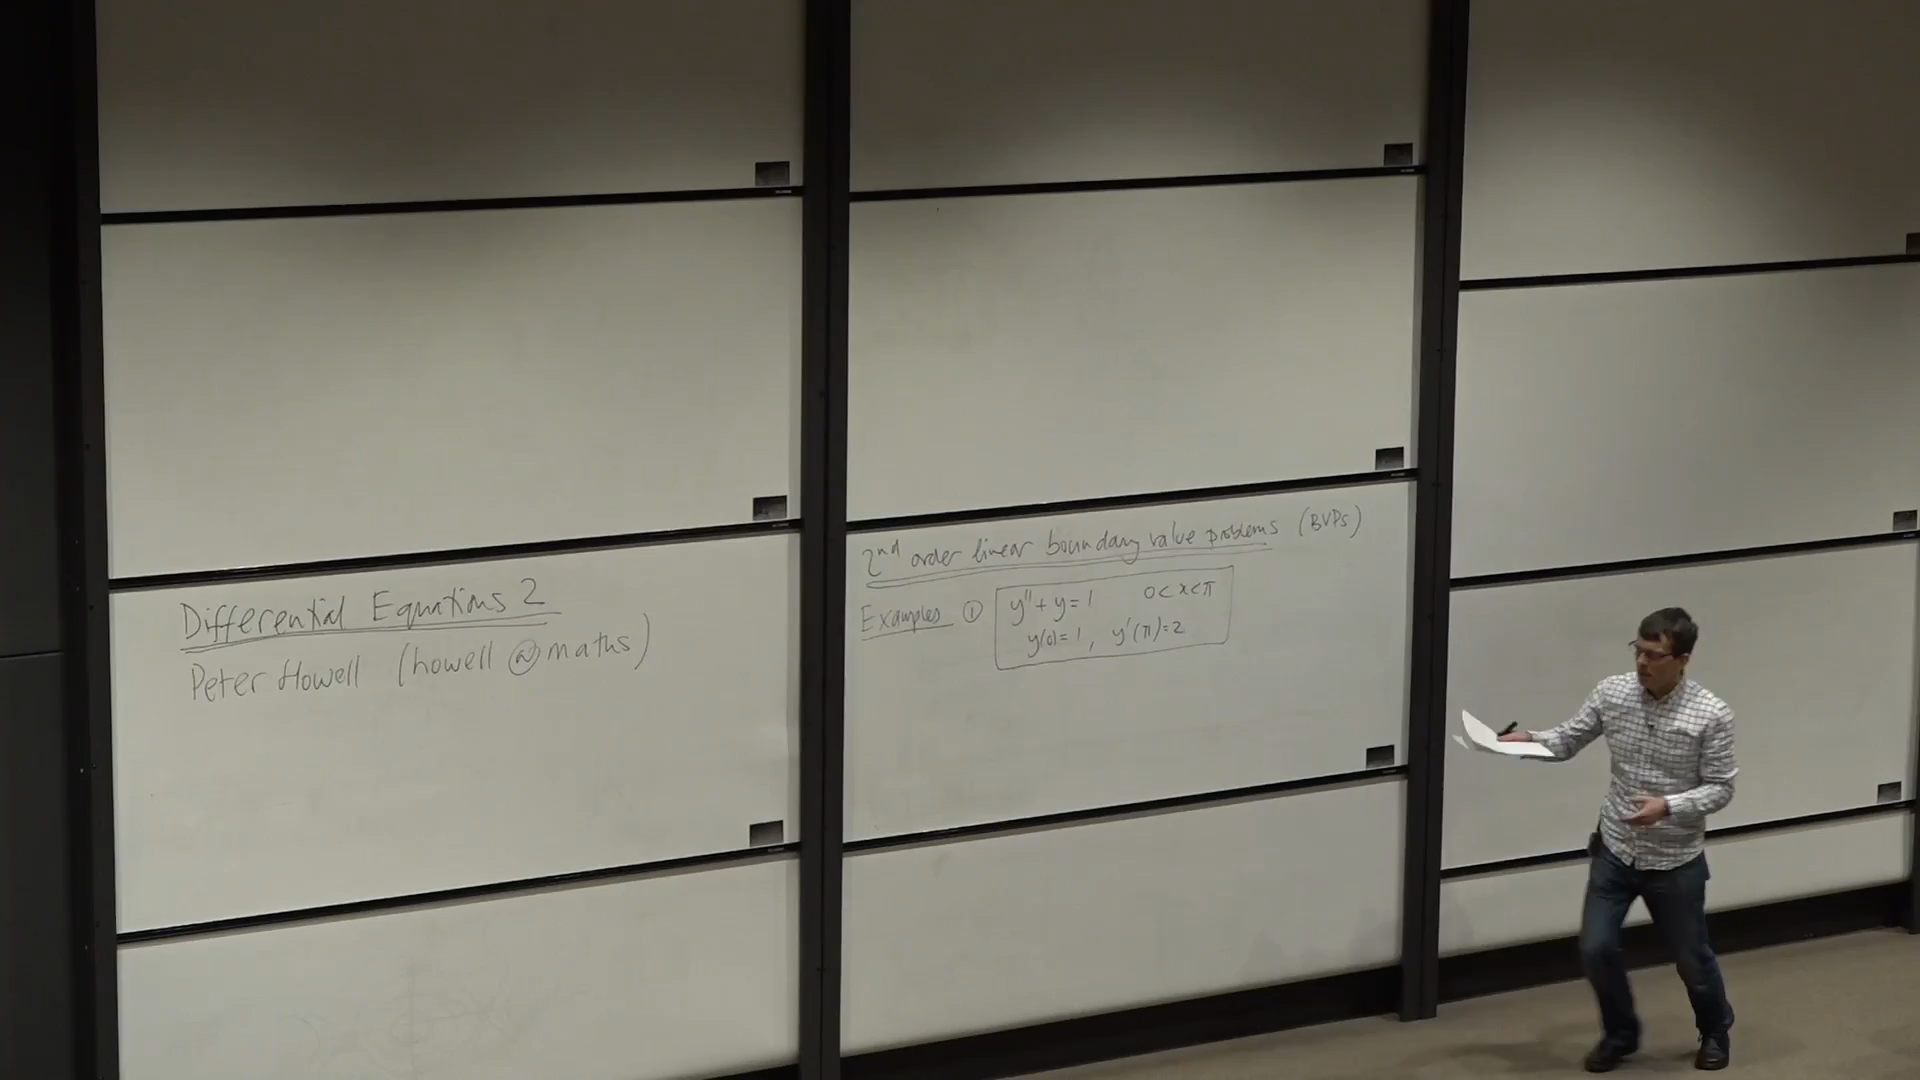 Differential Equations 2
Peter Howell (howell @ maths)
2nd order linear boundary value problems (BVPs)
Examples ① y" + y = 1 0 < x < π
y(0) = 1, y'(π) = 2